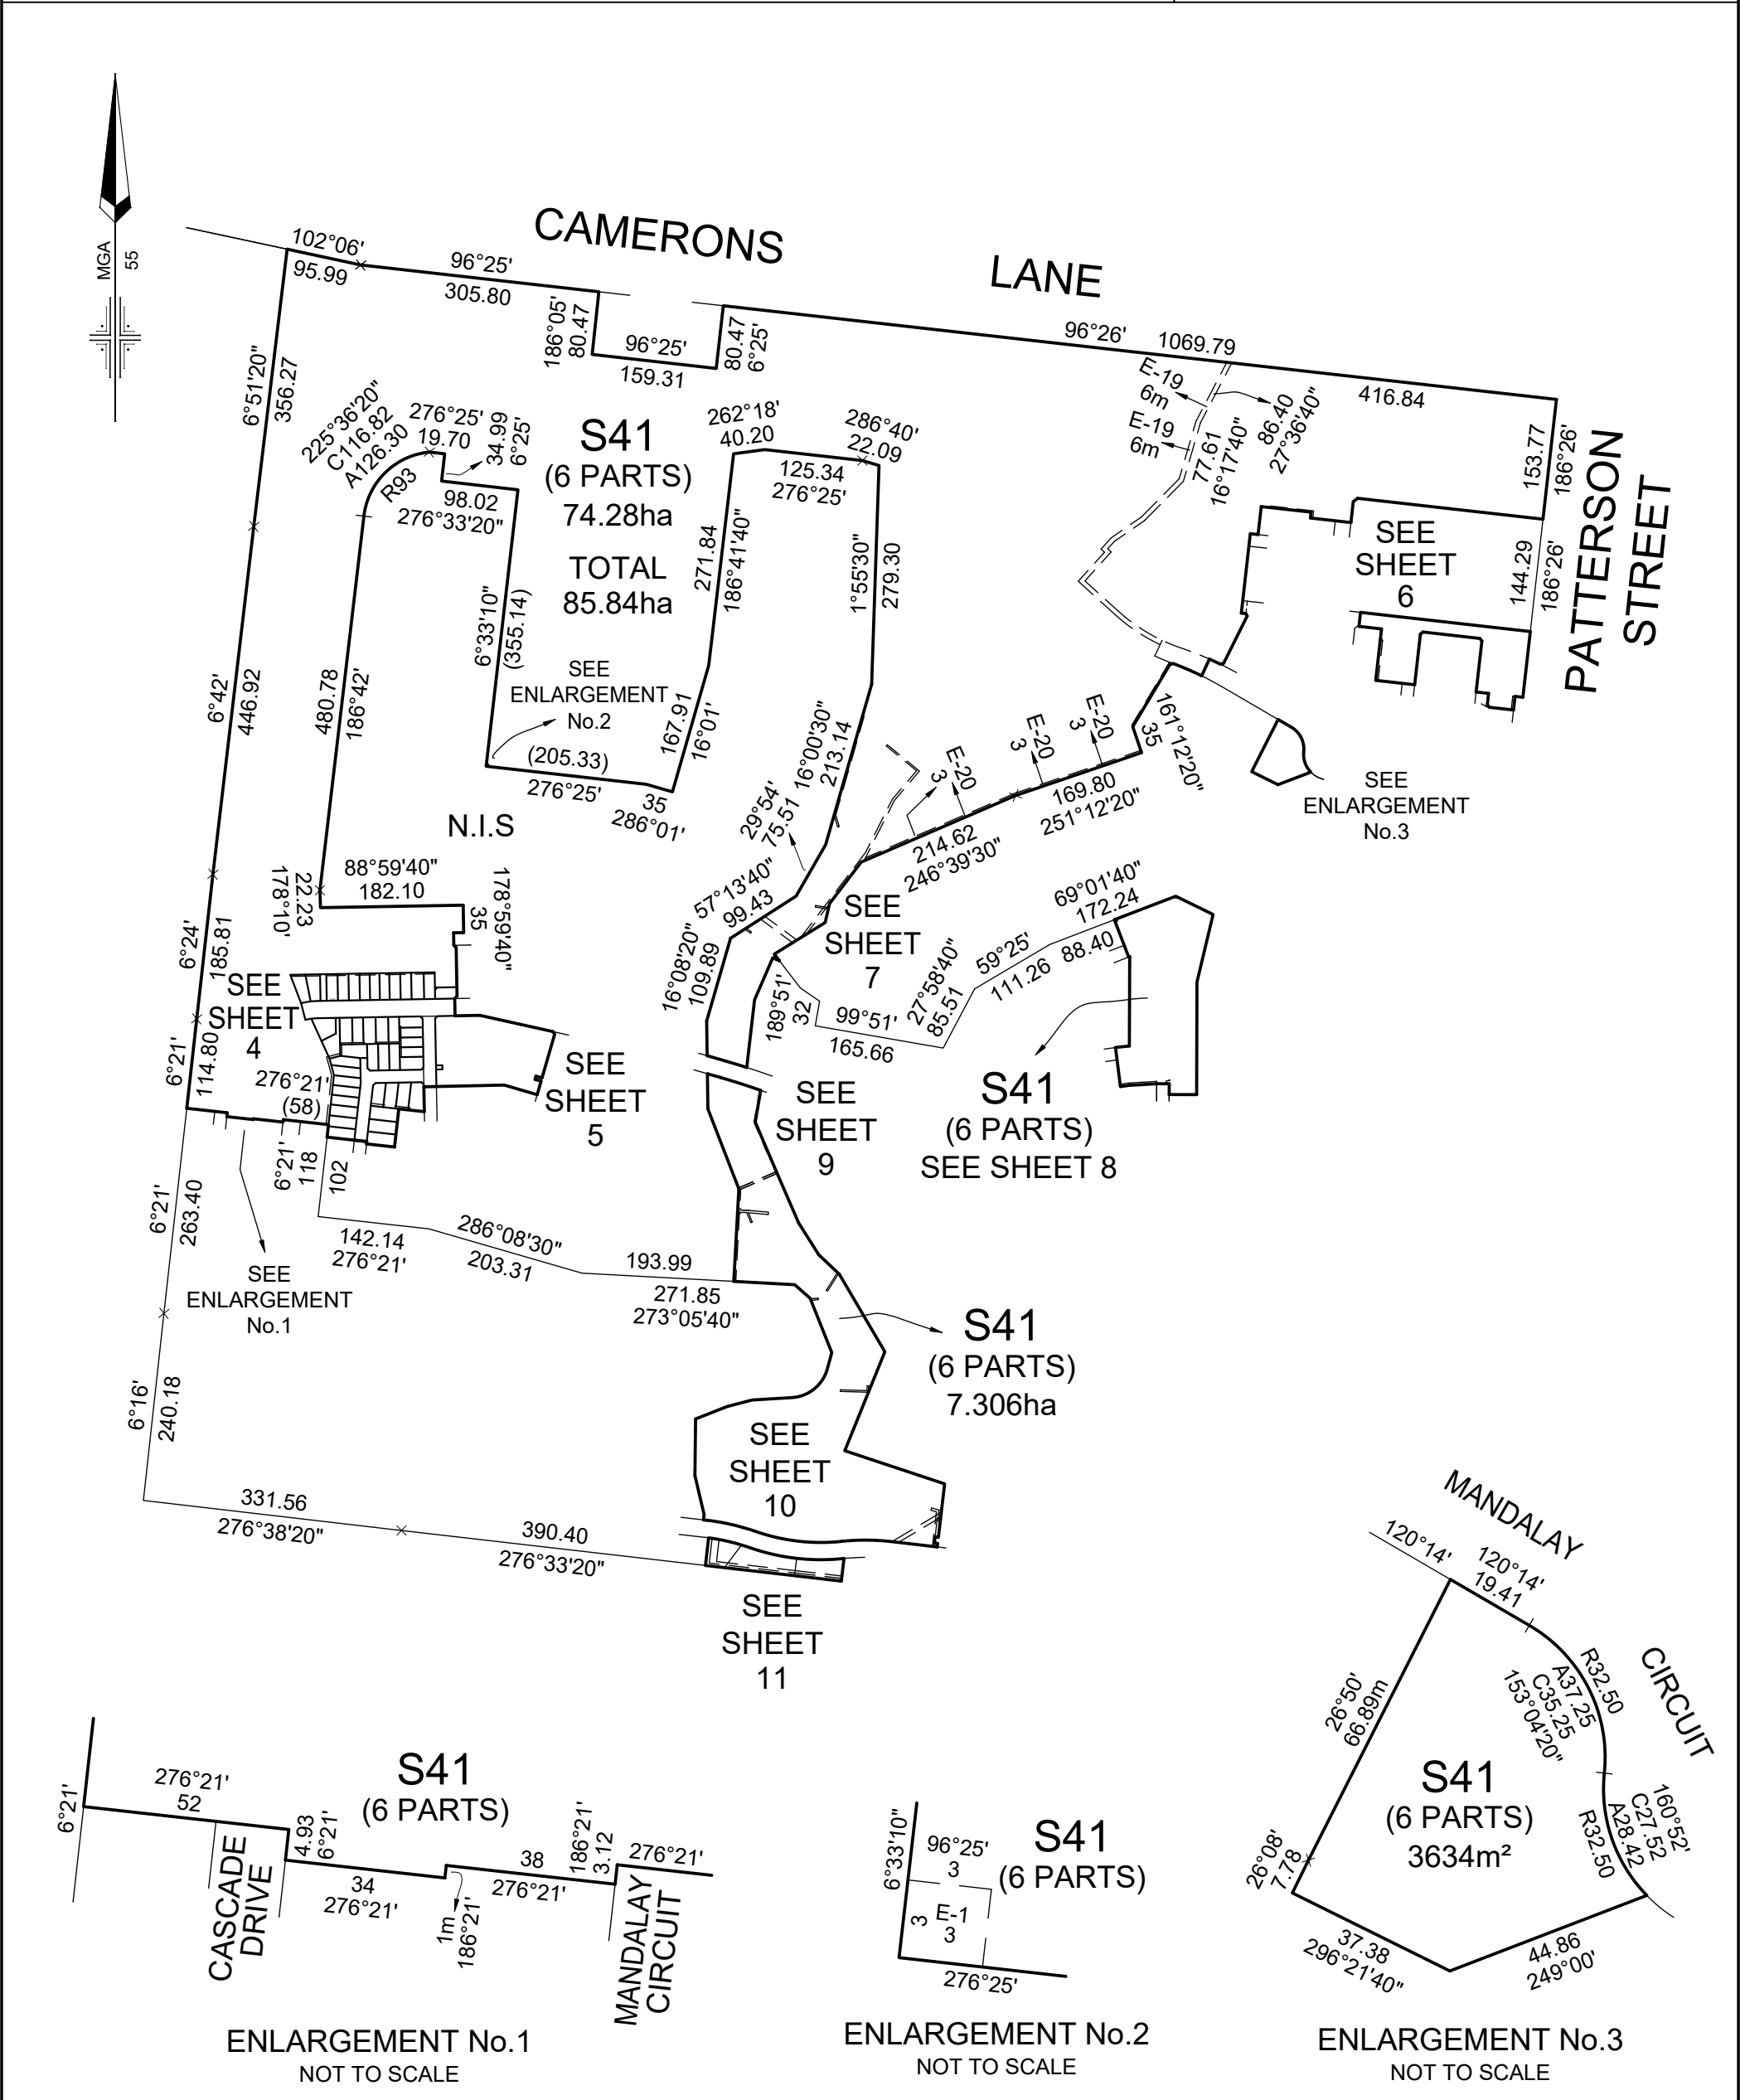 MGA
55
CAMERONS
LANE
PATTERSON
STREET
102°06'
95.99
96°25'
305.80
186°05'
80.47
96°25'
159.31
80.47
6°25'
96°26'
1069.79
416.84
153.77
186°26'
144.29
186°26'
E-19
6m
E-19
6m
86.40
27°36'40"
77.61
16°17'40"
6°51'20"
356.27
225°36'20"
C116.82
A126.30
R93
276°25'
19.70
34.99
6°25'
98.02
276°33'20"
S41
(6 PARTS)
74.28ha
TOTAL
85.84ha
262°18'
40.20
286°40'
22.09
125.34
276°25'
271.84
186°41'40"
1°55'30"
279.30
SEE
SHEET
6
6°42'
446.92
480.78
186°42'
6°33'10"
(355.14)
SEE
ENLARGEMENT
No.2
(205.33)
276°25'
35
286°01'
167.91
16°01'
16°00'30"
213.14
29°54'
75.51
57°13'40"
99.43
16°08'20"
109.89
E-20
3
E-20
3
E-20
3
161°12'20"
35
169.80
251°12'20"
214.62
246°39'30"
SEE
ENLARGEMENT
No.3
N.I.S
178°10'
22.23
88°59'40"
182.10
35
178°59'40"
6°24'
185.81
SEE
SHEET
4
6°21'
114.80
276°21'
(58)
SEE
SHEET
5
SEE
SHEET
7
189°51'
32
99°51'
165.66
27°58'40"
85.51
59°25'
111.26
69°01'40"
172.24
88.40
SEE
SHEET
9
S41
(6 PARTS)
SEE SHEET 8
6°21'
118
102
6°21'
263.40
SEE
ENLARGEMENT
No.1
142.14
276°21'
286°08'30"
203.31
193.99
271.85
273°05'40"
S41
(6 PARTS)
7.306ha
6°16'
240.18
SEE
SHEET
10
331.56
276°38'20"
390.40
276°33'20"
SEE
SHEET
11
6°21'
276°21'
52
4.93
6°21'
S41
(6 PARTS)
34
276°21'
1m
186°21'
38
276°21'
186°21'
3.12
276°21'
CASCADE
DRIVE
MANDALAY
CIRCUIT
ENLARGEMENT No.1
NOT TO SCALE
6°33'10"
96°25'
3
3
E-1
3
276°25'
S41
(6 PARTS)
ENLARGEMENT No.2
NOT TO SCALE
MANDALAY
CIRCUIT
120°14'
120°14'
19.41
R32.50
A37.25
C35.25
153°04'20"
26°50'
66.89m
S41
(6 PARTS)
3634m²
160°52'
C27.52
A28.42
R32.50
26°08'
7.78
37.38
296°21'40"
44.86
249°00'
ENLARGEMENT No.3
NOT TO SCALE